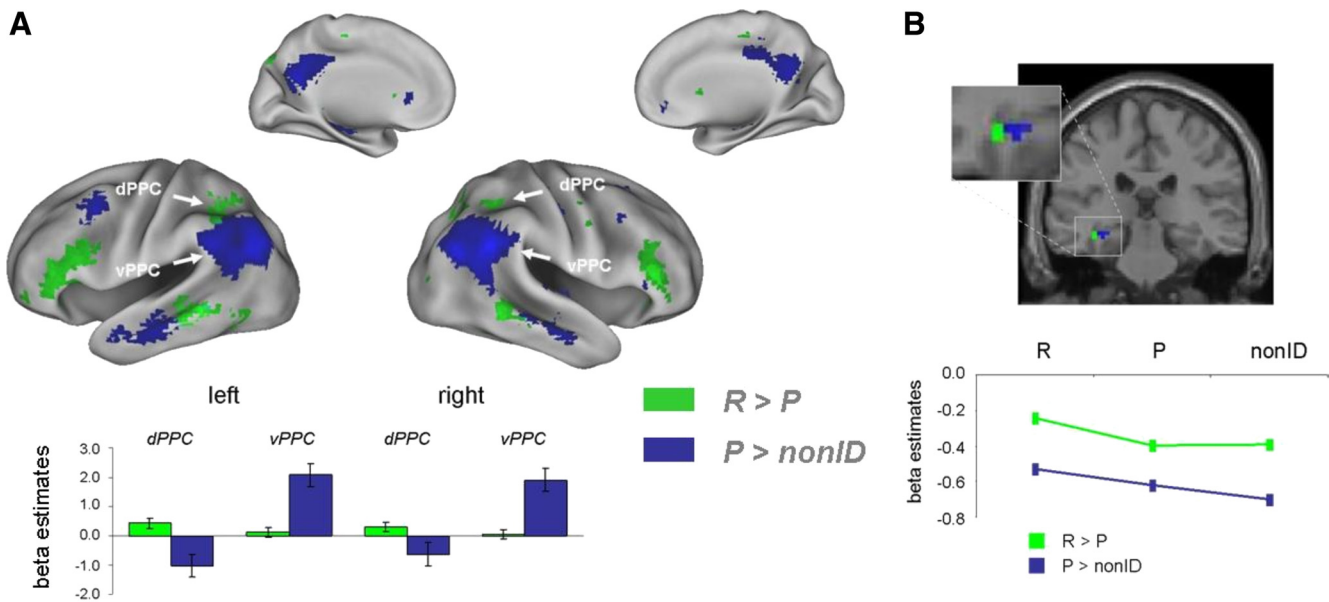 A
B
dPPC
dPPC
vPPC
vPPC
left
right
R > P
P > nonID
dPPC
vPPC
dPPC
vPPC
beta estimates
3.0
2.0
1.0
0.0
-1.0
-2.0
R
P
nonID
beta estimates
0.0
-0.2
-0.4
-0.6
-0.8
R > P
P > nonID